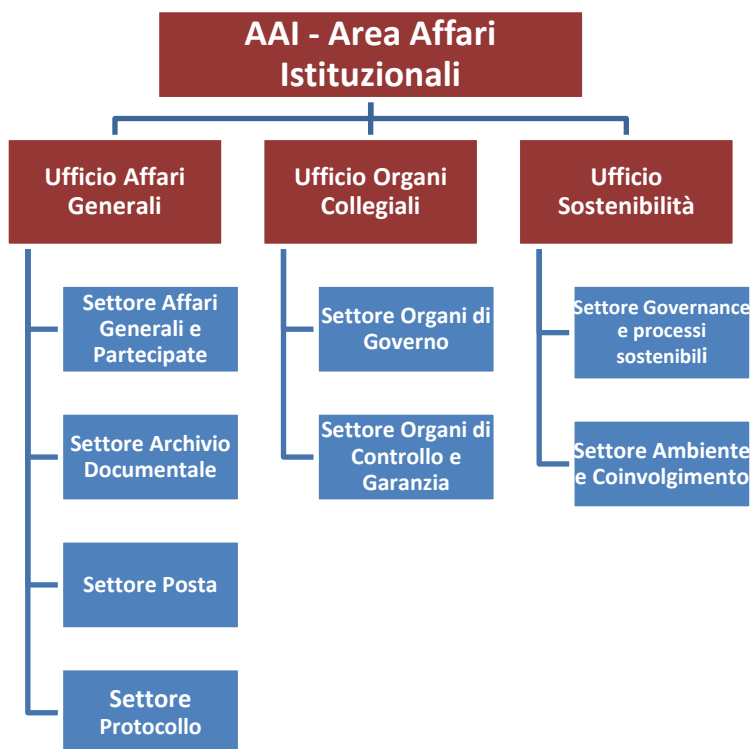 AAI - Area Affari
Istituzionali
Ufficio Affari
Generali
Settore Affari
Generali e
Partecipate
Settore Archivio
Documentale
Settore Posta
Settore
Protocollo
Ufficio Organi
Collegiali
Settore Organi di
Governo
Settore Organi di
Controllo e
Garanzia
Ufficio
Sostenibilità
Settore Governance
e processi
sostenibili
Settore Ambiente
e Coinvolgimento